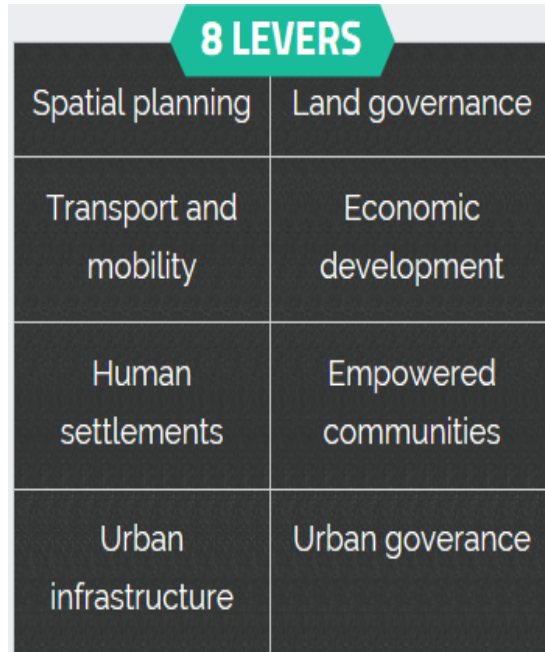 8 LEVERS
Spatial planning
Land governance
Transport and
mobility
Economic
development
Human
settlements
Empowered
communities
Urban
infrastructure
Urban goverance